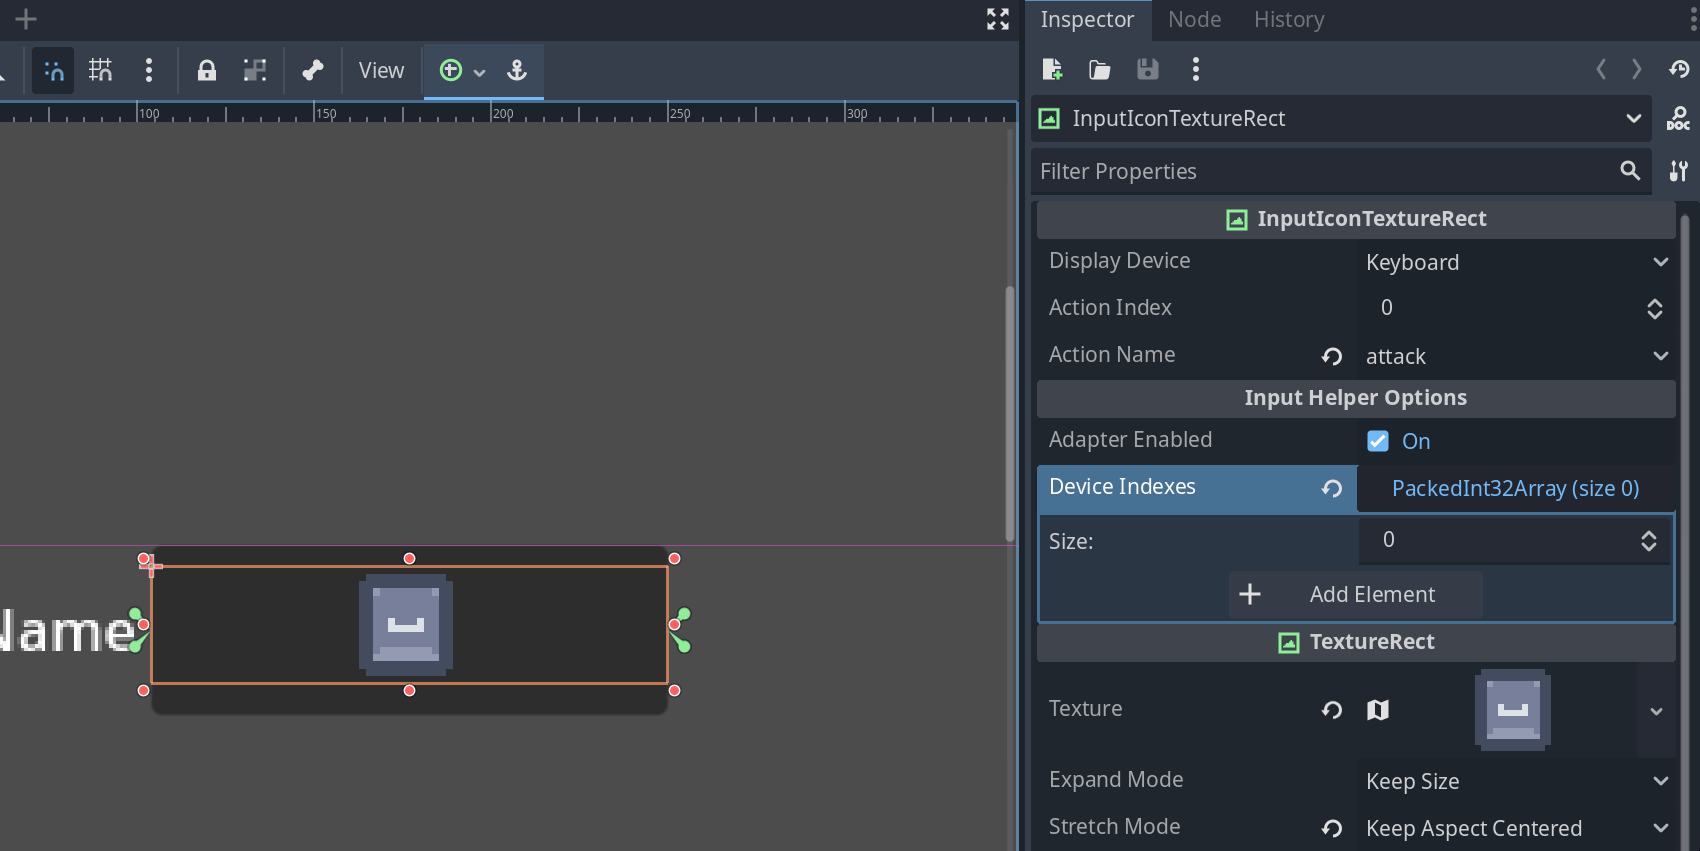 Inspector Node History
View
100 150 200 250 300
InputIconTextureRect
DOC
Filter Properties
InputIconTextureRect
Display Device Keyboard
Action Index 0
Action Name attack
Input Helper Options
Adapter Enabled On
Device Indexes PackedInt32Array (size 0)
Size: 0
Add Element
Name
TextureRect
Texture
Expand Mode Keep Size
Stretch Mode Keep Aspect Centered